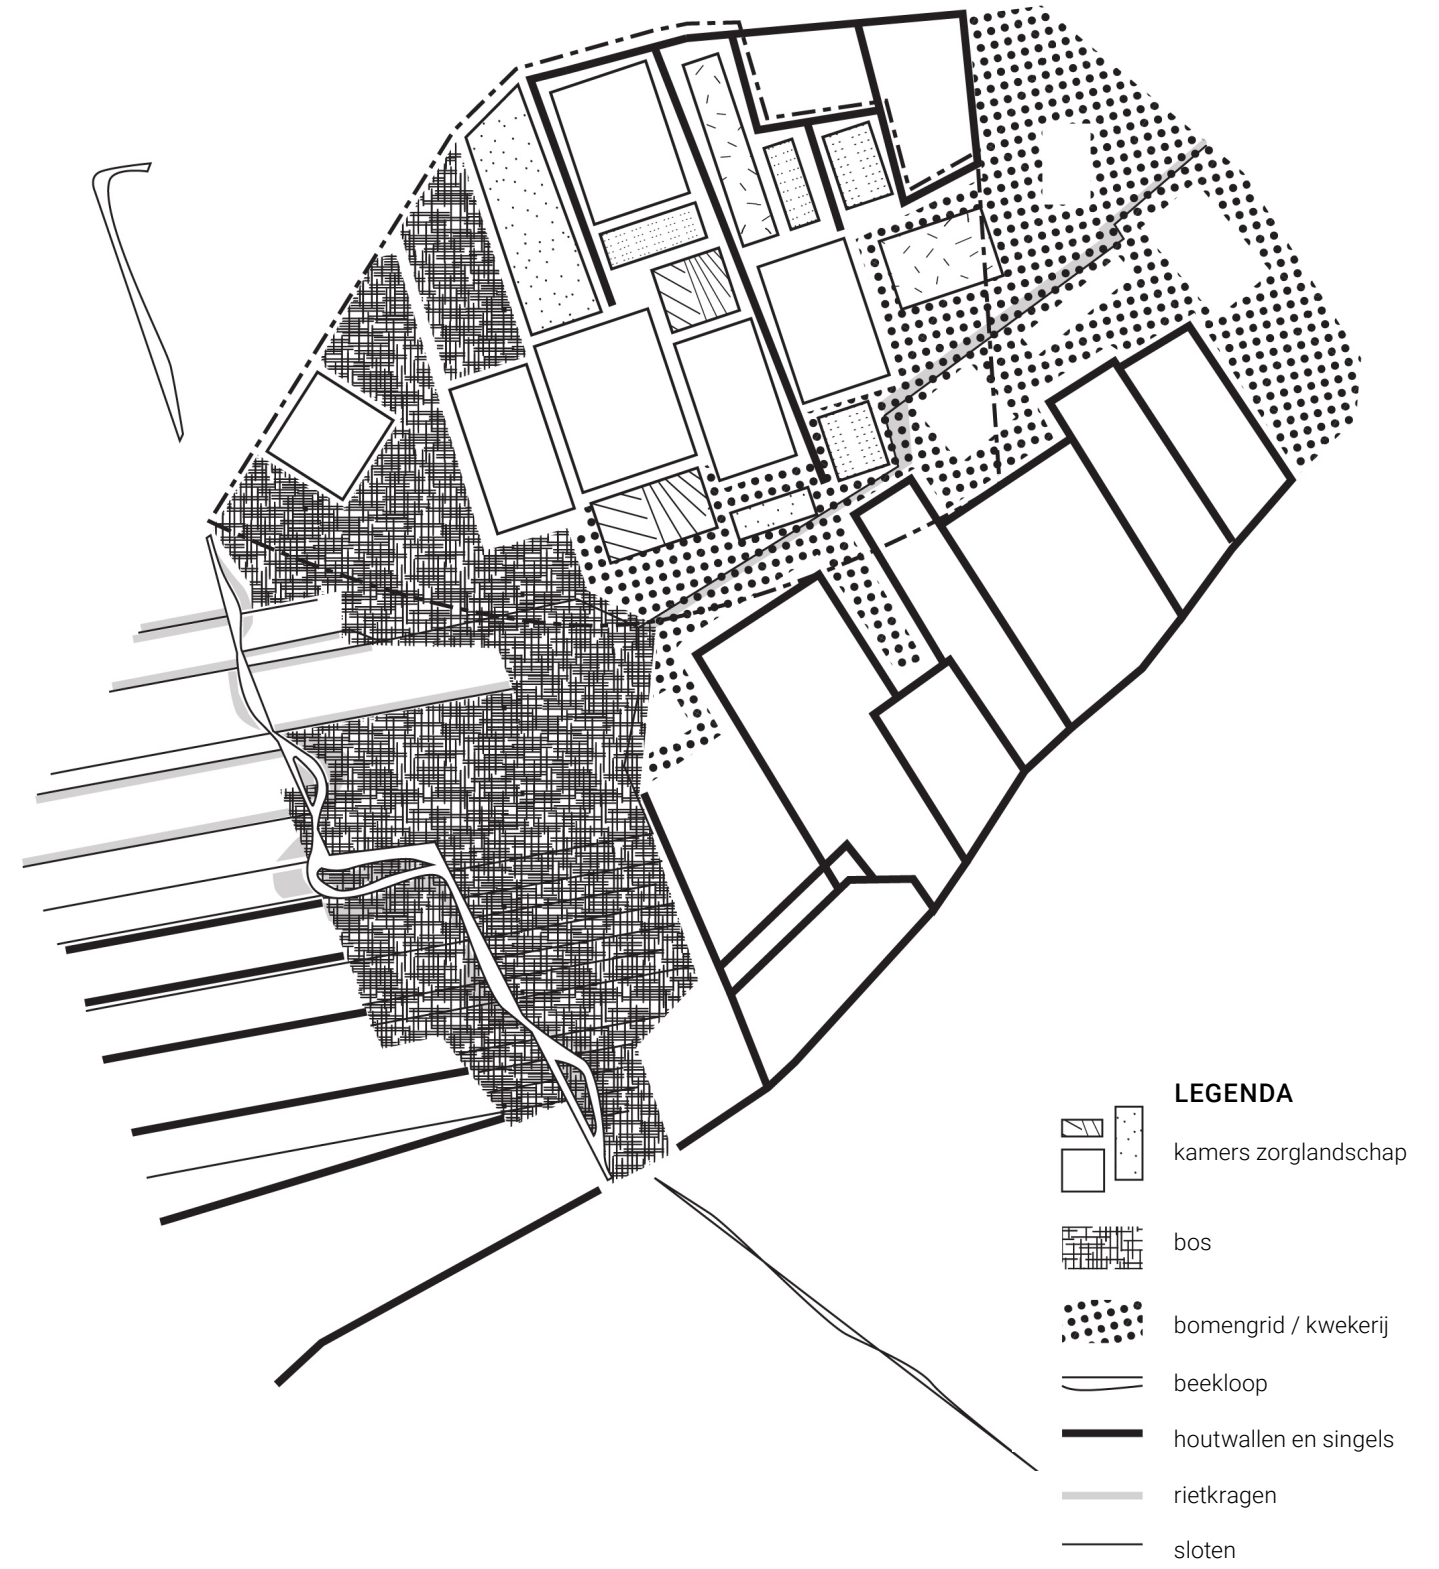 LEGENDA
kamers zorglandschap
bos
bomengrid / kwekerij
beekloop
houtwallen en singels
rietkragen
sloten